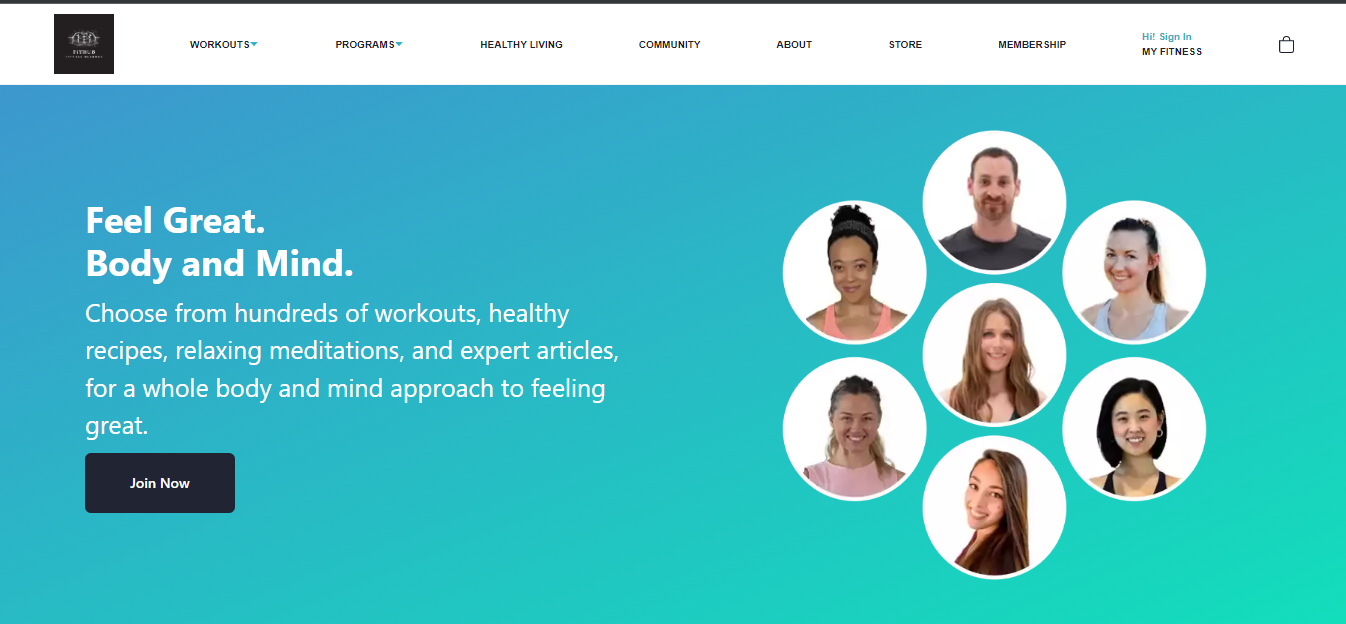 FITHUB
WORKOUTS
PROGRAMS
HEALTHY LIVING
COMMUNITY
ABOUT
STORE
MEMBERSHIP
Hi! Sign In
MY FITNESS
Feel Great.
Body and Mind.
Choose from hundreds of workouts, healthy
recipes, relaxing meditations, and expert articles,
for a whole body and mind approach to feeling
great.
Join Now